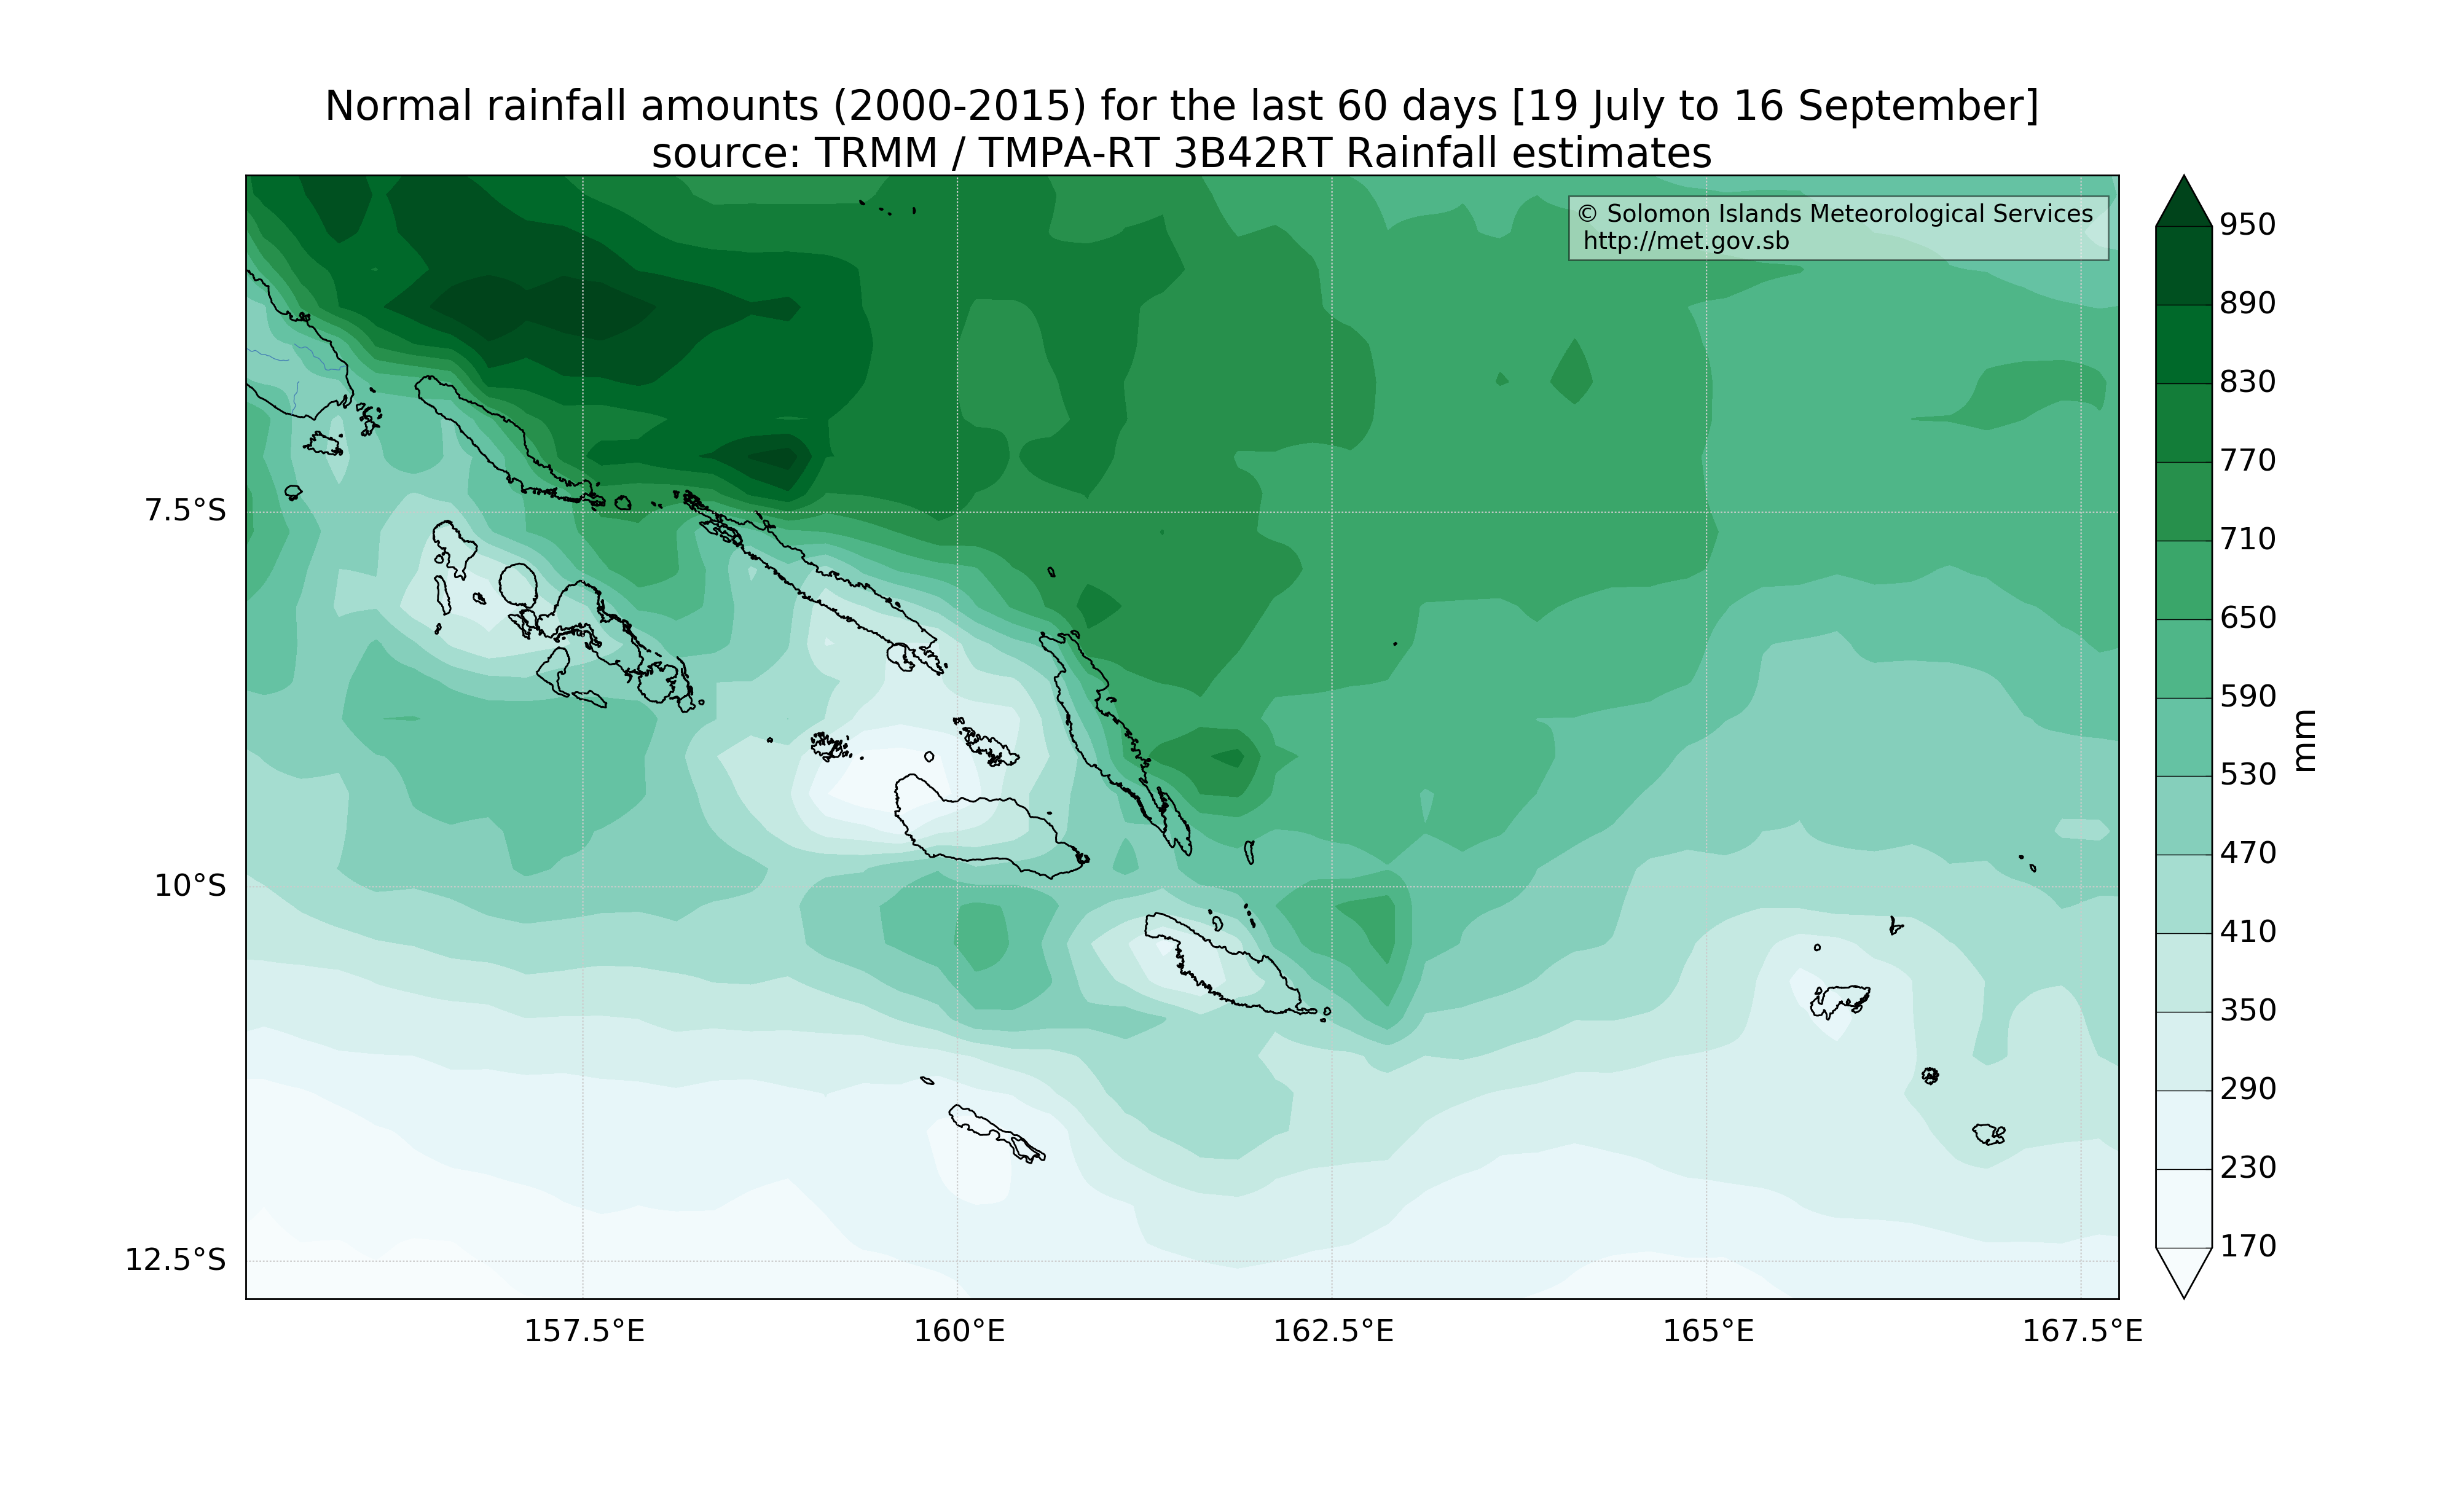 Normal rainfall amounts (2000-2015) for the last 60 days [19 July to 16 September]
source: TRMM / TMPA-RT 3B42RT Rainfall estimates
© Solomon Islands Meteorological Services
http://met.gov.sb
7.5°S
10°S
12.5°S
157.5°E
160°E
162.5°E
165°E
167.5°E
950
890
830
770
710
650
590
530
470
410
350
290
230
170
mm